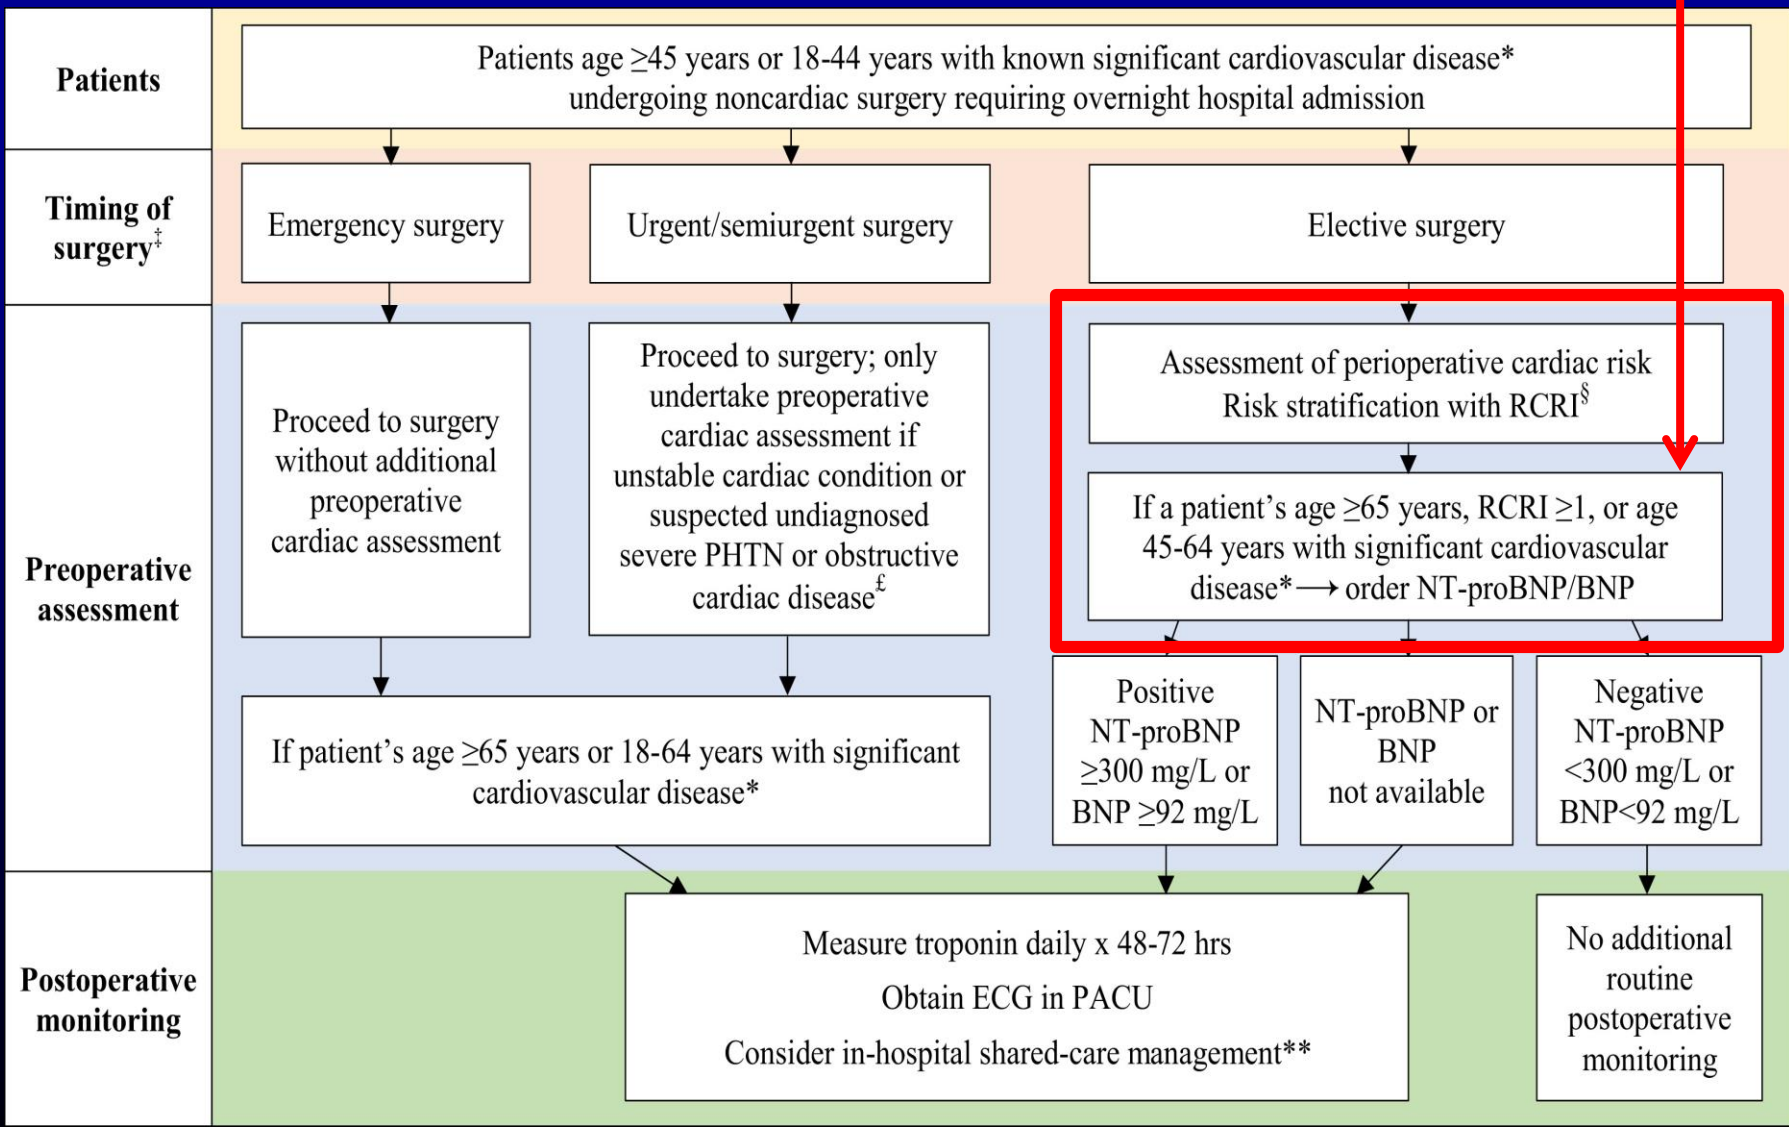 Patients
Patients age ≥45 years or 18-44 years with known significant cardiovascular disease*
undergoing noncardiac surgery requiring overnight hospital admission
Timing of
surgery‡
Emergency surgery
Urgent/semiurgent surgery
Elective surgery
Preoperative
assessment
Proceed to surgery
without additional
preoperative
cardiac assessment
Proceed to surgery; only
undertake preoperative
cardiac assessment if
unstable cardiac condition or
suspected undiagnosed
severe PHTN or obstructive
cardiac disease£
Assessment of perioperative cardiac risk
Risk stratification with RCRI§
If a patient’s age ≥65 years, RCRI ≥1, or age
45-64 years with significant cardiovascular
disease*→ order NT-proBNP/BNP
If patient’s age ≥65 years or 18-64 years with significant
cardiovascular disease*
Positive
NT-proBNP
≥300 mg/L or
BNP ≥92 mg/L
NT-proBNP or
BNP
not available
Negative
NT-proBNP
<300 mg/L or
BNP<92 mg/L
Postoperative
monitoring
Measure troponin daily x 48-72 hrs
Obtain ECG in PACU
Consider in-hospital shared-care management**
No additional
routine
postoperative
monitoring